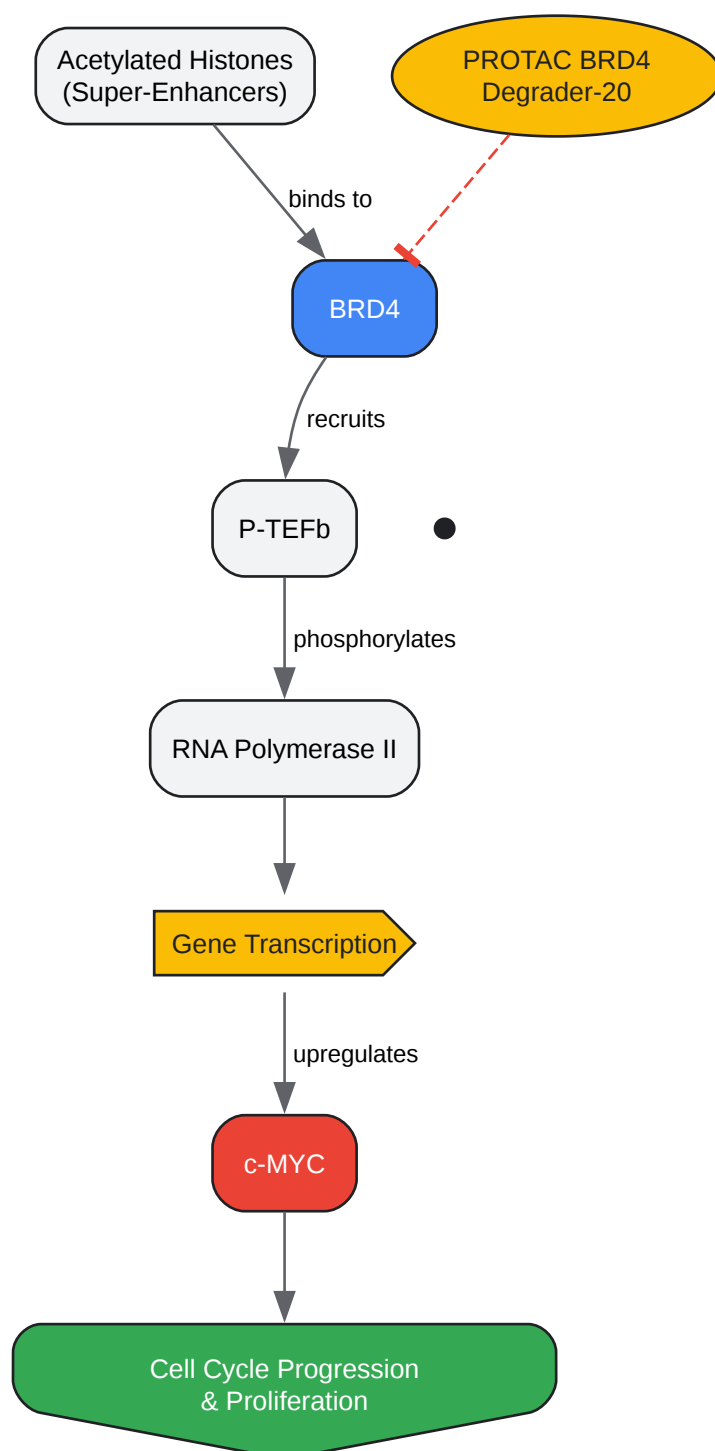 Acetylated Histones
(Super-Enhancers)
PROTAC BRD4
Degrader-20
binds to
BRD4
recruits
P-TEFb
phosphorylates
RNA Polymerase II
Gene Transcription
upregulates
c-MYC
Cell Cycle Progression
& Proliferation